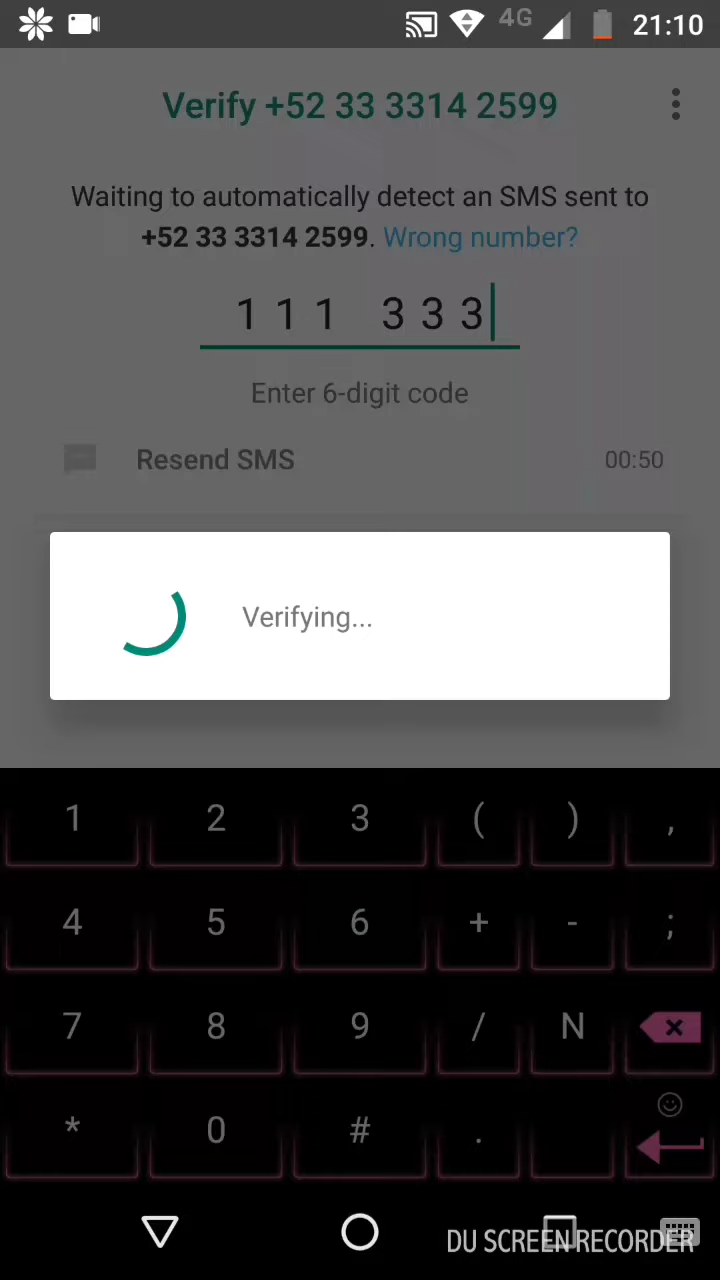 4G 21:10
Verify +52 33 3314 2599
Waiting to automatically detect an SMS sent to
+52 33 3314 2599. Wrong number?
111 333
Enter 6-digit code
Resend SMS 00:50
Verifying...
1 2 3 ( ) ,
4 5 6 + - ;
7 8 9 / N
* 0 # .
DU SCREEN RECORDER